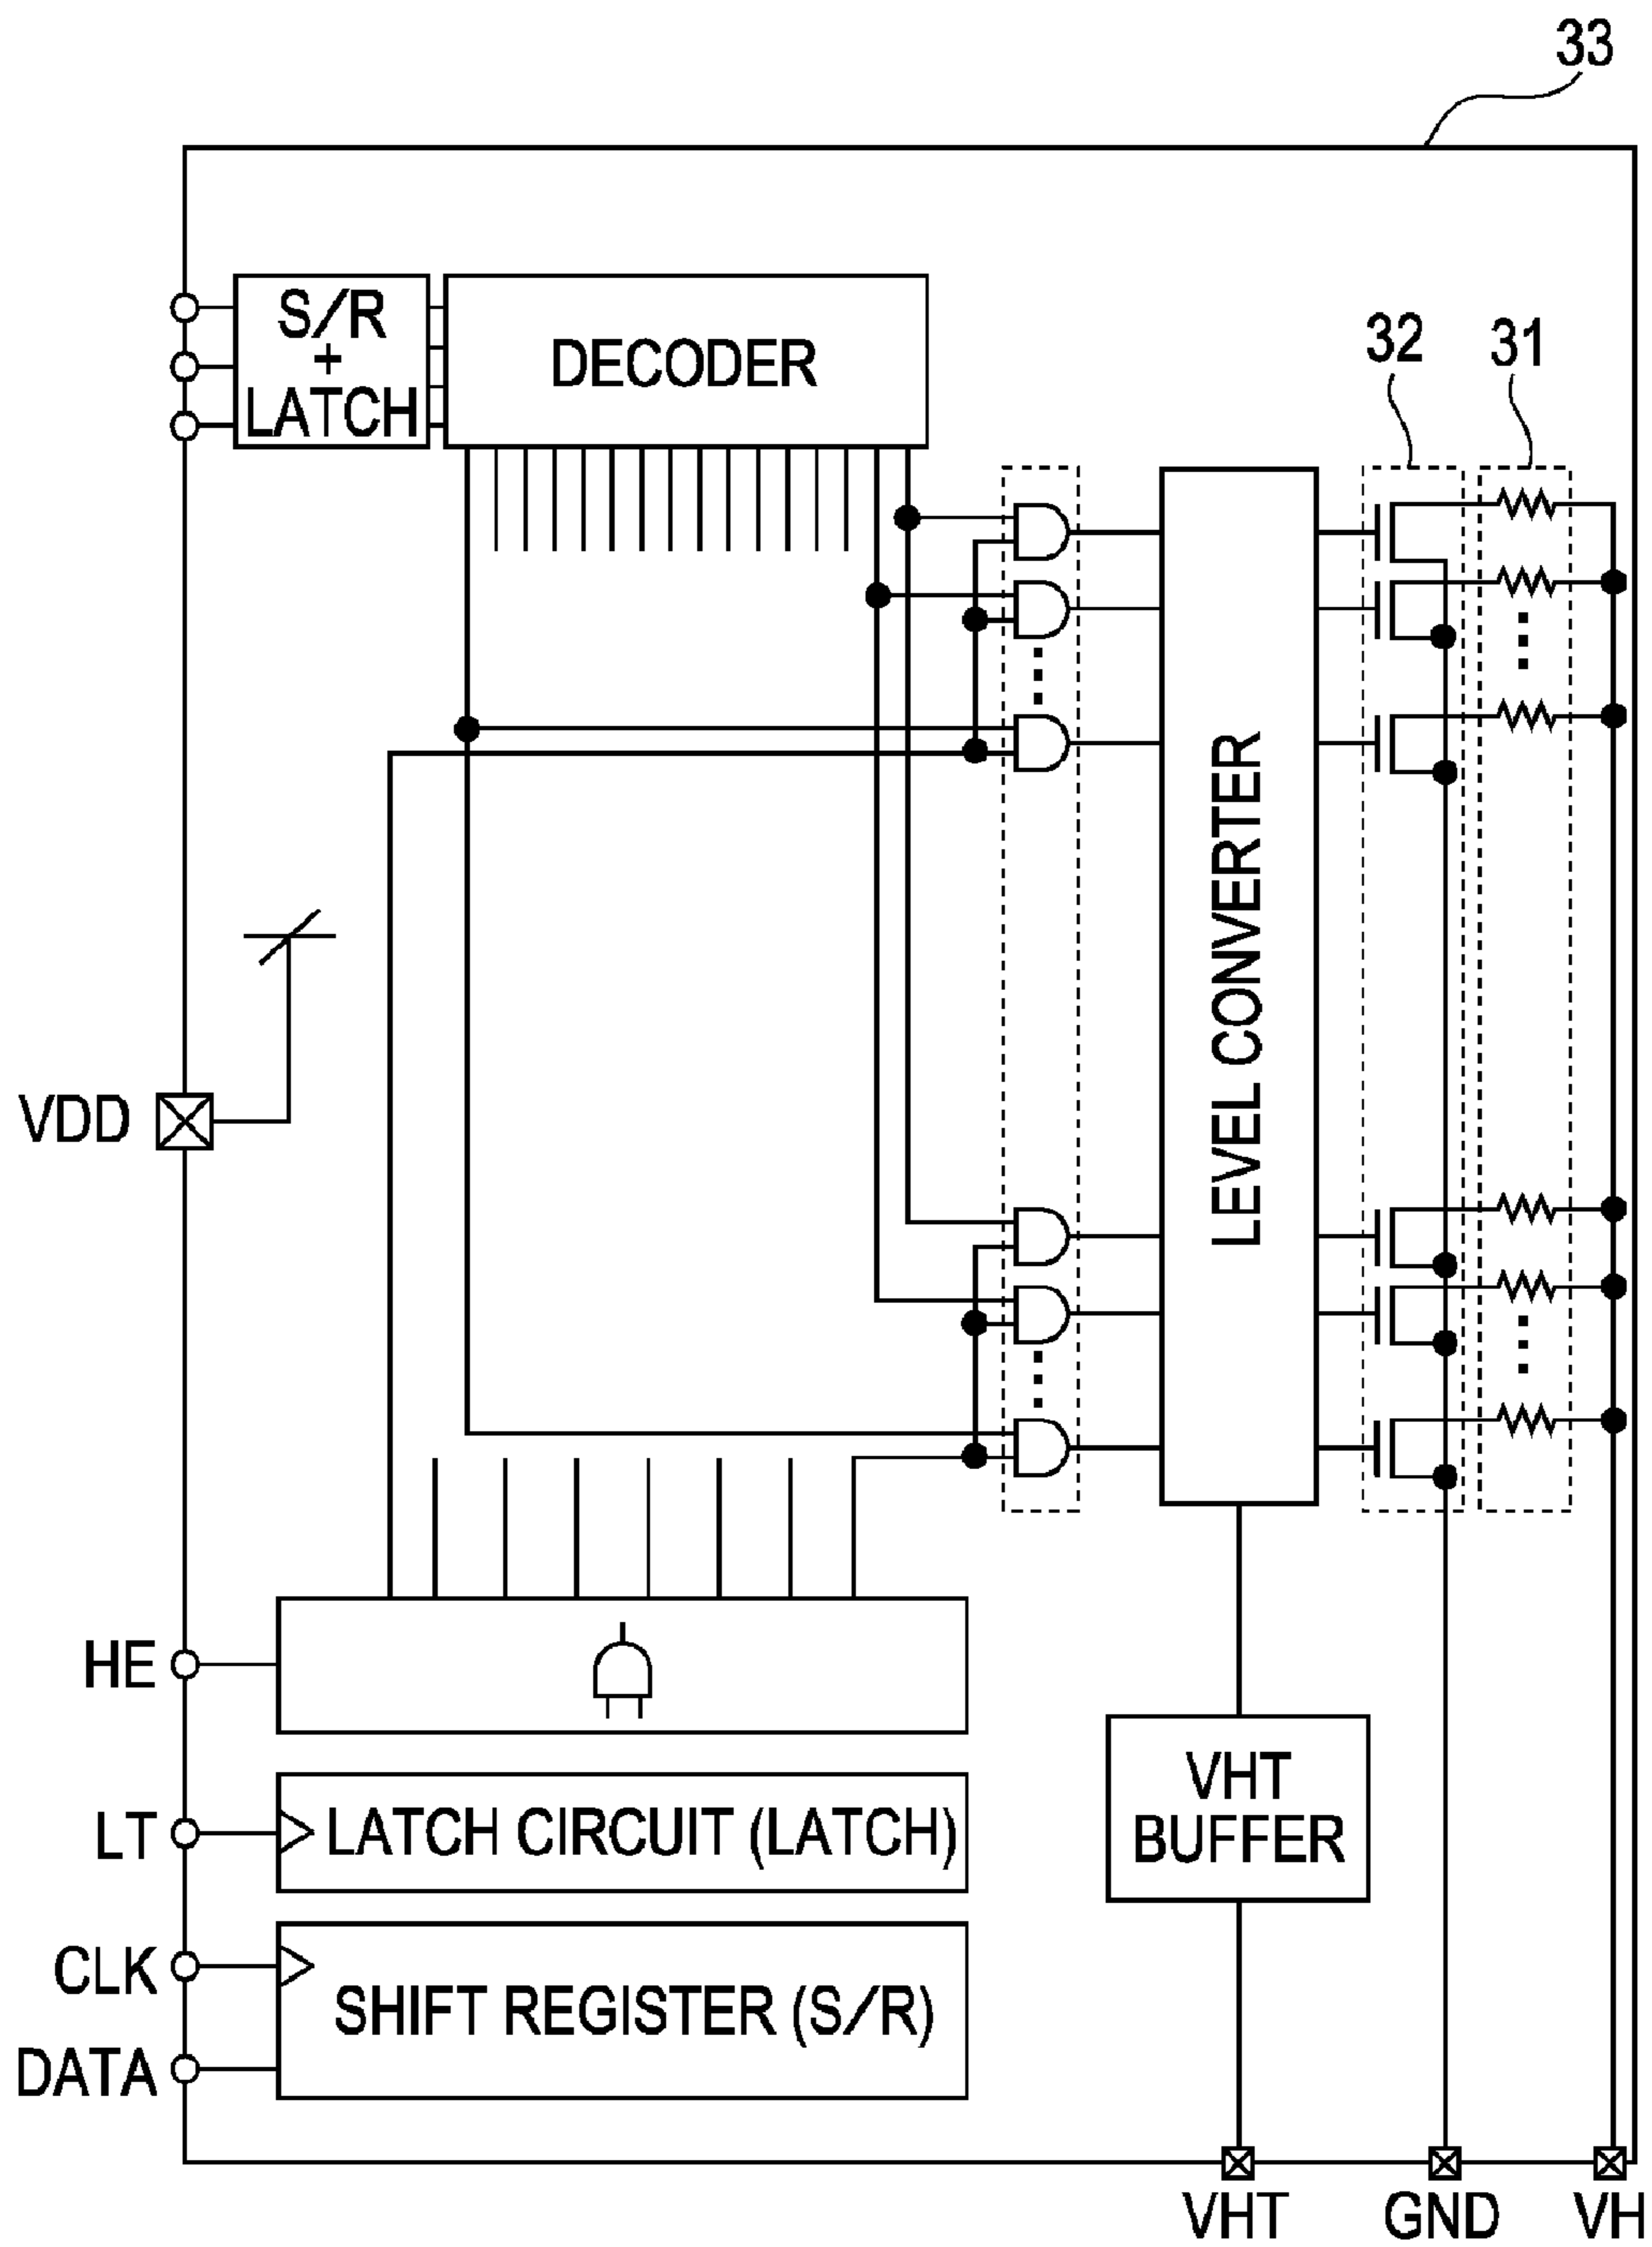 33
S/R
+
LATCH
DECODER
32
31
LEVEL CONVERTER
VDD
HE
LT
LATCH CIRCUIT (LATCH)
VHT
BUFFER
CLK
SHIFT REGISTER (S/R)
DATA
VHT
GND
VH